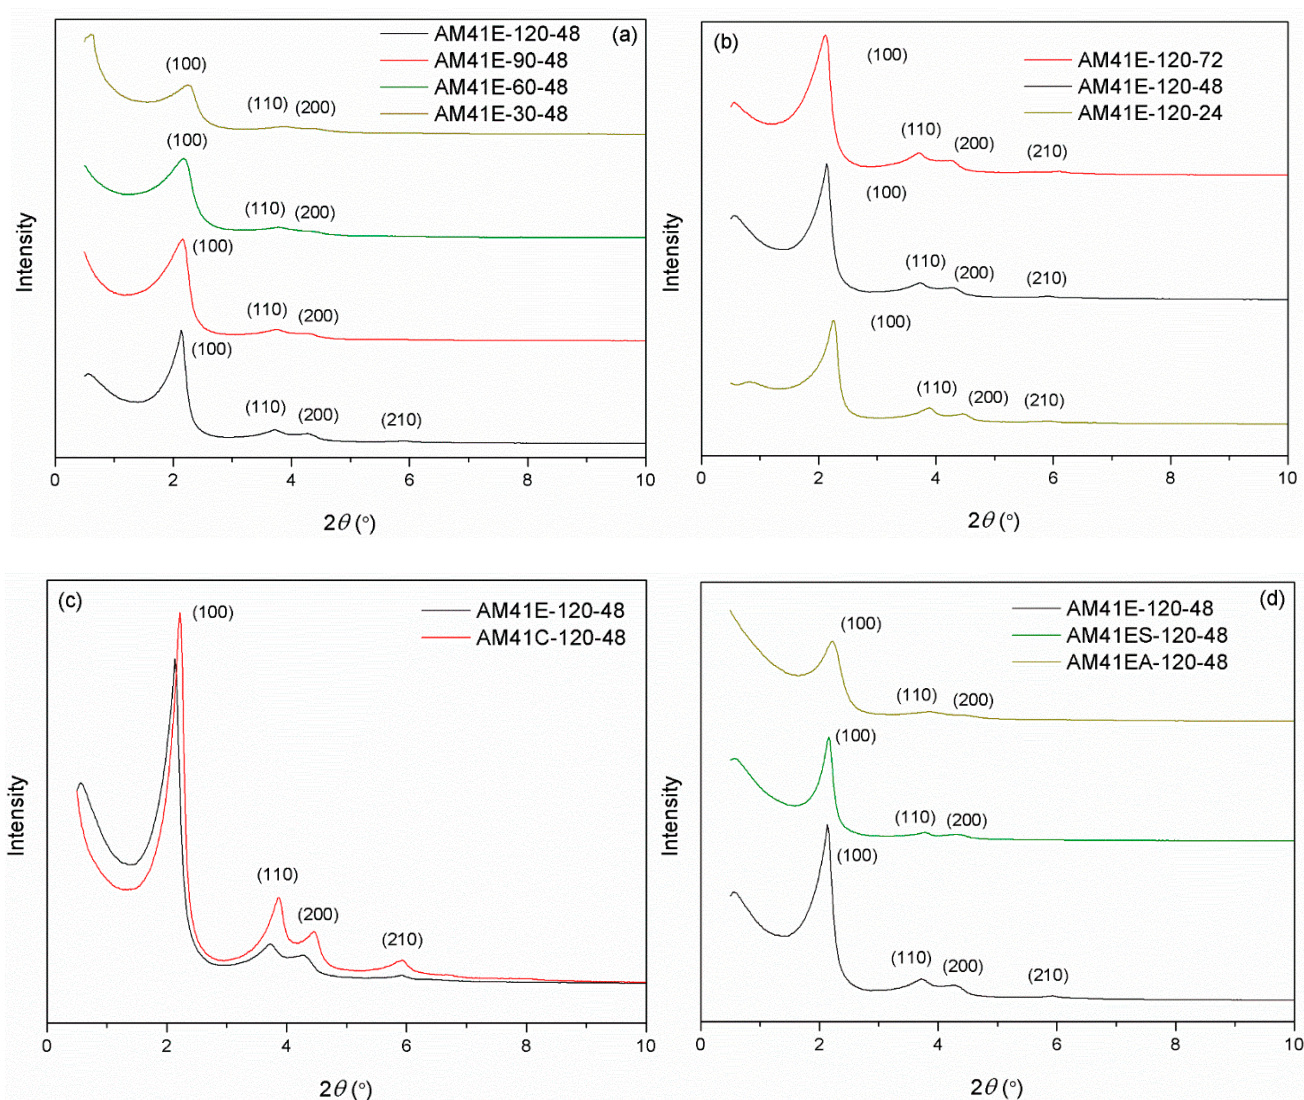 AM41E-120-48
(a)
AM41E-90-48
AM41E-60-48
AM41E-30-48
(100)
(110)
(200)
(100)
(110)
(200)
(100)
(110)
(200)
(100)
(110)
(200)
(210)
Intensity
0
2
4
6
8
10
2θ (°)
(b)
AM41E-120-72
AM41E-120-48
AM41E-120-24
(100)
(110)
(200)
(210)
(100)
(110)
(200)
(210)
(100)
(110)
(200)
(210)
Intensity
0
2
4
6
8
10
2θ (°)
(c)
AM41E-120-48
AM41C-120-48
(100)
(110)
(200)
(210)
Intensity
0
2
4
6
8
10
2θ (°)
(d)
AM41E-120-48
AM41ES-120-48
AM41EA-120-48
(100)
(110)
(200)
(100)
(110)
(200)
(100)
(110)
(200)
(210)
Intensity
0
2
4
6
8
10
2θ (°)